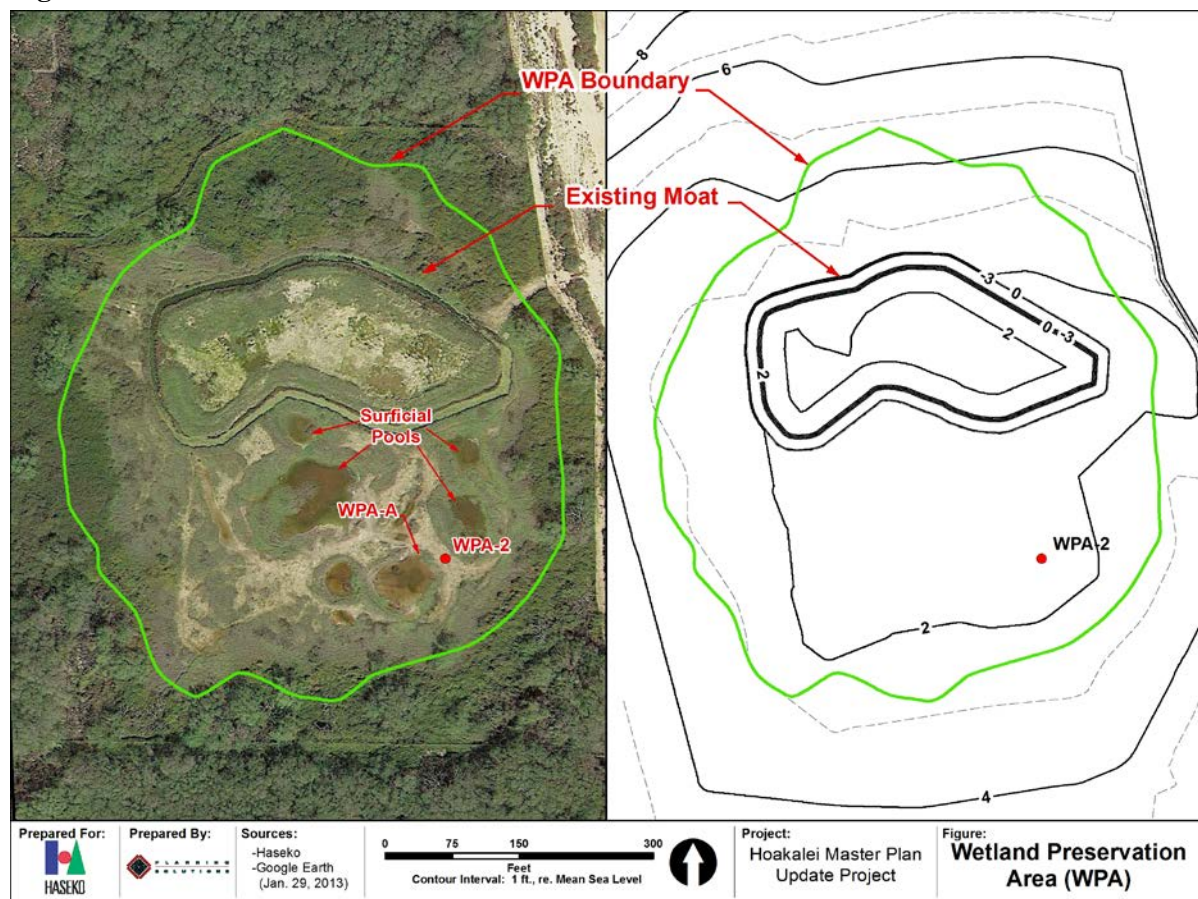 8
6
WPA Boundary
Existing Moat
-3
0
0
-3
2
2
Surficial
Pools
WPA-A
WPA-2
WPA-2
2
4
Prepared For:
HASEKO
Prepared By:
PLANNING
SOLUTIONS
Sources:
-Haseko
-Google Earth
(Jan. 29, 2013)
0 75 150 300
Feet
Contour Interval: 1 ft., re. Mean Sea Level
Project:
Hoakalei Master Plan
Update Project
Figure:
Wetland Preservation
Area (WPA)